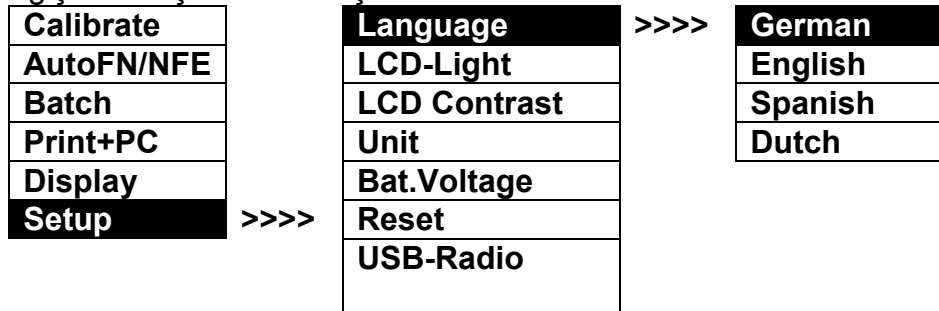 Calibrate
AutoFN/NFE
Batch
Print+PC
Display
Setup >>>>
Language >>>>
LCD-Light
LCD Contrast
Unit
Bat.Voltage
Reset
USB-Radio
German
English
Spanish
Dutch